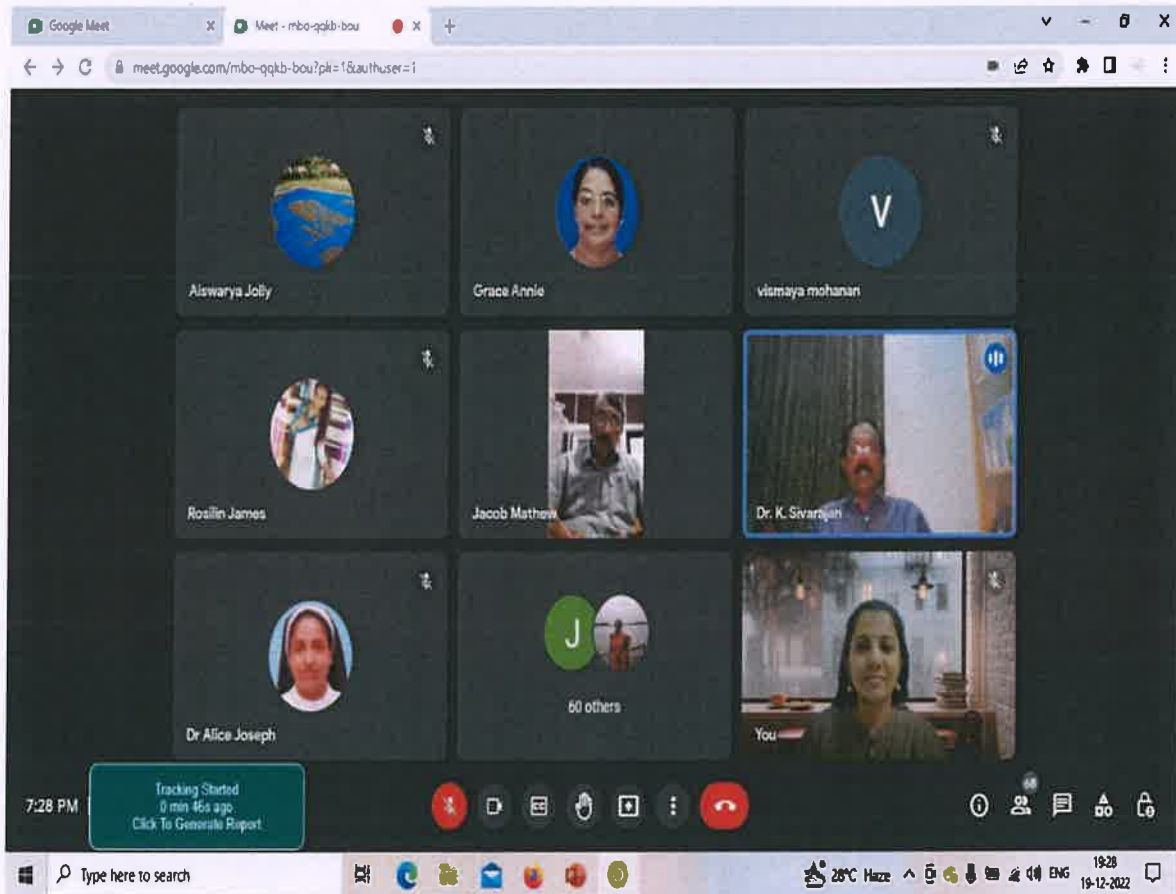 Google Meet
Meet - mbo-qqkb-bou
meet.google.com/mbo-qqkb-bou?pli=1&authuser=1
Aiswarya Jolly
Grace Annie
V
vismaya mohanan
Rosilin James
Jacob Mathew
Dr. K. Sivarajan
Dr Alice Joseph
J
60 others
You
7:28 PM
Tracking Started
0 min 46s ago
Click To Generate Report
CC
68
Type here to search
28°C Haze
ENG
19:28
19-12-2022